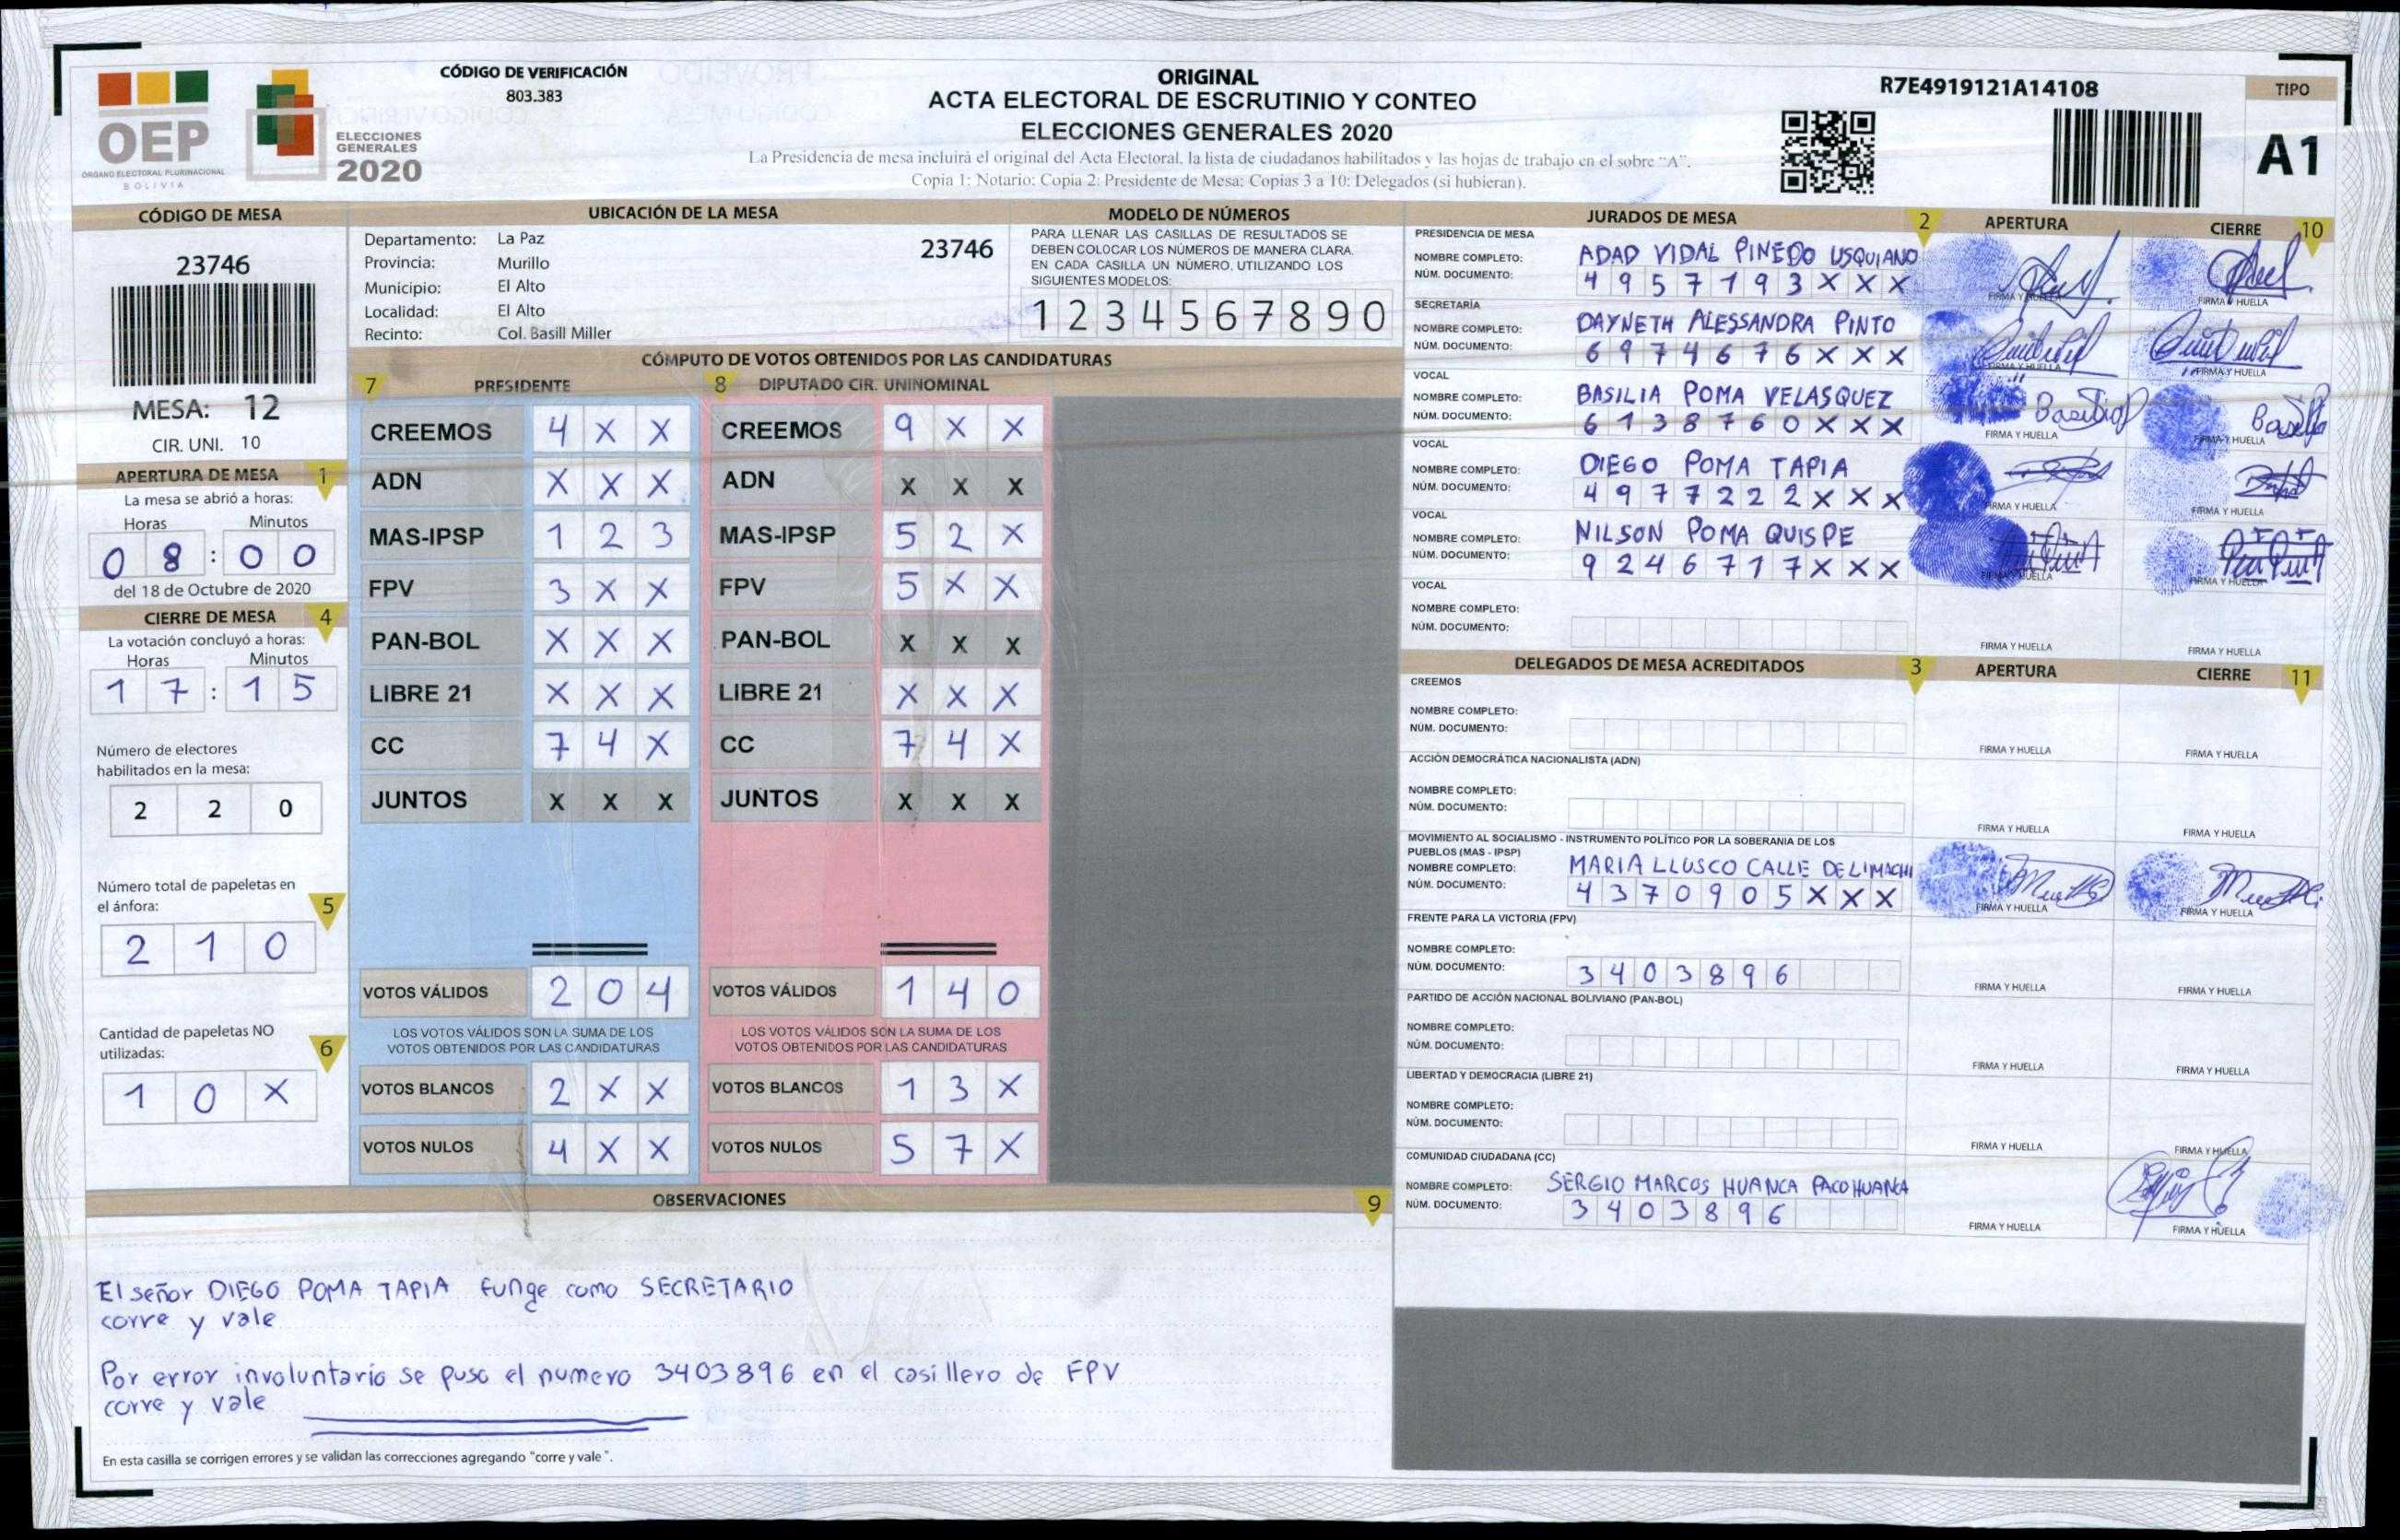 OEP
ÓRGANO ELECTORAL PLURINACIONAL
BOLIVIA
ELECCIONES
GENERALES
2020
CÓDIGO DE VERIFICACIÓN
803.383
ORIGINAL
ACTA ELECTORAL DE ESCRUTINIO Y CONTEO
ELECCIONES GENERALES 2020
La Presidencia de mesa incluirá el original del Acta Electoral, la lista de ciudadanos habilitados y las hojas de trabajo en el sobre “A”.
Copia 1: Notario: Copia 2: Presidente de Mesa: Copias 3 a 10: Delegados (si hubieran).
R7E4919121A14108
TIPO
A1
CÓDIGO DE MESA
23746
MESA: 12
CIR. UNI. 10
UBICACIÓN DE LA MESA
Departamento: La Paz
Provincia: Murillo
Municipio: El Alto
Localidad: El Alto
Recinto: Col. Basill Miller
23746
MODELO DE NÚMEROS
PARA LLENAR LAS CASILLAS DE RESULTADOS SE
DEBEN COLOCAR LOS NÚMEROS DE MANERA CLARA.
EN CADA CASILLA UN NÚMERO, UTILIZANDO LOS
SIGUIENTES MODELOS:
1 2 3 4 5 6 7 8 9 0
APERTURA DE MESA 1
La mesa se abrió a horas:
Horas Minutos
0 8 : 0 0
del 18 de Octubre de 2020
CIERRE DE MESA 4
La votación concluyó a horas:
Horas Minutos
1 7 : 1 5
Número de electores
habilitados en la mesa:
2 2 0
Número total de papeletas en
el ánfora: 5
2 1 0
Cantidad de papeletas NO
utilizadas: 6
1 0 X
CÓMPUTO DE VOTOS OBTENIDOS POR LAS CANDIDATURAS
7 PRESIDENTE 8 DIPUTADO CIR. UNINOMINAL
CREEMOS 4 X X CREEMOS 9 X X
ADN X X X ADN X X X
MAS-IPSP 1 2 3 MAS-IPSP 5 2 X
FPV 3 X X FPV 5 X X
PAN-BOL X X X PAN-BOL X X X
LIBRE 21 X X X LIBRE 21 X X X
CC 7 4 X CC 7 4 X
JUNTOS X X X JUNTOS X X X
VOTOS VÁLIDOS 2 0 4 VOTOS VÁLIDOS 1 4 0
LOS VOTOS VÁLIDOS SON LA SUMA DE LOS LOS VOTOS VÁLIDOS SON LA SUMA DE LOS
VOTOS OBTENIDOS POR LAS CANDIDATURAS VOTOS OBTENIDOS POR LAS CANDIDATURAS
VOTOS BLANCOS 2 X X VOTOS BLANCOS 1 3 X
VOTOS NULOS 4 X X VOTOS NULOS 5 7 X
OBSERVACIONES 9
El señor DIEGO POMA TAPIA funge como SECRETARIO
corre y vale
Por error involuntario se puso el numero 3403896 en el casillero de FPV
corre y vale
En esta casilla se corrigen errores y se validan las correcciones agregando "corre y vale".
JURADOS DE MESA 2 APERTURA CIERRE 10
PRESIDENCIA DE MESA
NOMBRE COMPLETO: ADAD VIDAL PINEDO USQUIANO
NÚM. DOCUMENTO: 4 9 5 7 1 9 3 X X X
FIRMA Y HUELLA FIRMA Y HUELLA
SECRETARÍA
NOMBRE COMPLETO: DAYNETH ALESSANDRA PINTO
NÚM. DOCUMENTO: 6 9 7 4 6 7 6 X X X
FIRMA Y HUELLA FIRMA Y HUELLA
VOCAL
NOMBRE COMPLETO: BASILIA POMA VELASQUEZ
NÚM. DOCUMENTO: 6 1 3 8 7 6 0 X X X
FIRMA Y HUELLA FIRMA Y HUELLA
VOCAL
NOMBRE COMPLETO: DIEGO POMA TAPIA
NÚM. DOCUMENTO: 4 9 7 7 2 2 2 X X X
FIRMA Y HUELLA FIRMA Y HUELLA
VOCAL
NOMBRE COMPLETO: NILSON POMA QUISPE
NÚM. DOCUMENTO: 9 2 4 6 7 1 7 X X X
FIRMA Y HUELLA FIRMA Y HUELLA
VOCAL
NOMBRE COMPLETO:
NÚM. DOCUMENTO:
FIRMA Y HUELLA FIRMA Y HUELLA
DELEGADOS DE MESA ACREDITADOS 3 APERTURA CIERRE 11
CREEMOS
NOMBRE COMPLETO:
NÚM. DOCUMENTO:
FIRMA Y HUELLA FIRMA Y HUELLA
ACCIÓN DEMOCRÁTICA NACIONALISTA (ADN)
NOMBRE COMPLETO:
NÚM. DOCUMENTO:
FIRMA Y HUELLA FIRMA Y HUELLA
MOVIMIENTO AL SOCIALISMO - INSTRUMENTO POLÍTICO POR LA SOBERANIA DE LOS
PUEBLOS (MAS - IPSP)
NOMBRE COMPLETO: MARIA LLUSCO CALLE DE LIMACHI
NÚM. DOCUMENTO: 4 3 7 0 9 0 5 X X X
FIRMA Y HUELLA FIRMA Y HUELLA
FRENTE PARA LA VICTORIA (FPV)
NOMBRE COMPLETO:
NÚM. DOCUMENTO: 3 4 0 3 8 9 6
FIRMA Y HUELLA FIRMA Y HUELLA
PARTIDO DE ACCIÓN NACIONAL BOLIVIANO (PAN-BOL)
NOMBRE COMPLETO:
NÚM. DOCUMENTO:
FIRMA Y HUELLA FIRMA Y HUELLA
LIBERTAD Y DEMOCRACIA (LIBRE 21)
NOMBRE COMPLETO:
NÚM. DOCUMENTO:
FIRMA Y HUELLA FIRMA Y HUELLA
COMUNIDAD CIUDADANA (CC)
NOMBRE COMPLETO: SERGIO MARCOS HUANCA PACOHUANCA
NÚM. DOCUMENTO: 3 4 0 3 8 9 6
FIRMA Y HUELLA FIRMA Y HUELLA